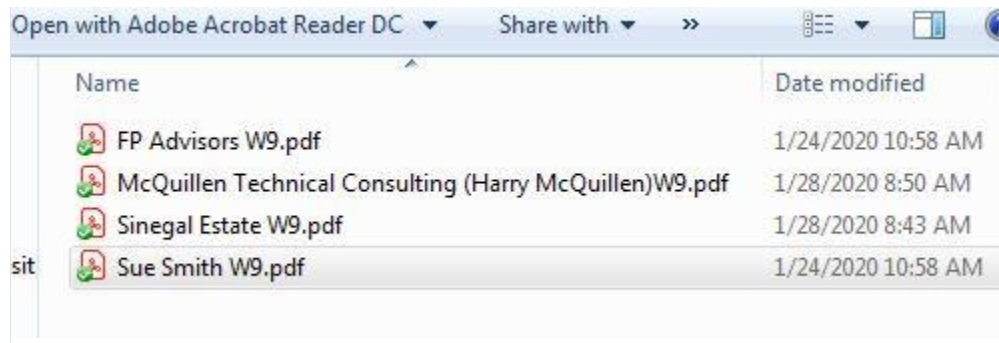 Open with Adobe Acrobat Reader DC Share with »
Name Date modified
FP Advisors W9.pdf 1/24/2020 10:58 AM
McQuillen Technical Consulting (Harry McQuillen)W9.pdf 1/28/2020 8:50 AM
Sinegal Estate W9.pdf 1/28/2020 8:43 AM
sit Sue Smith W9.pdf 1/24/2020 10:58 AM